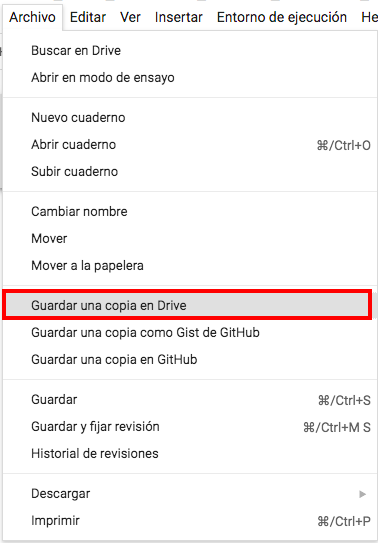 Archivo Editar Ver Insertar Entorno de ejecución He
Buscar en Drive
Abrir en modo de ensayo
Nuevo cuaderno
Abrir cuaderno ⌘/Ctrl+O
Subir cuaderno
Cambiar nombre
Mover
Mover a la papelera
Guardar una copia en Drive
Guardar una copia como Gist de GitHub
Guardar una copia en GitHub
Guardar ⌘/Ctrl+S
Guardar y fijar revisión ⌘/Ctrl+M S
Historial de revisiones
Descargar
Imprimir ⌘/Ctrl+P